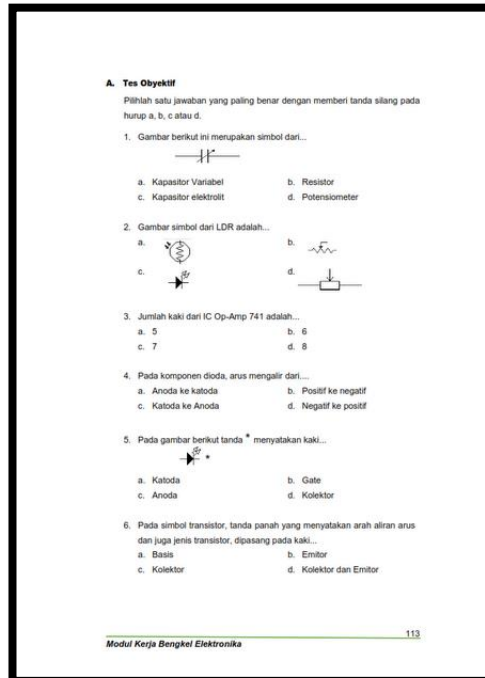 A. Tes Obyektif
Pilihlah satu jawaban yang paling benar dengan memberi tanda silang pada
hurup a, b, c atau d.
1. Gambar berikut ini merupakan simbol dari...
a. Kapasitor Variabel b. Resistor
c. Kapasitor elektrolit d. Potensiometer
2. Gambar simbol dari LDR adalah...
a. b.
c. d.
3. Jumlah kaki dari IC Op-Amp 741 adalah...
a. 5 b. 6
c. 7 d. 8
4. Pada komponen dioda, arus mengalir dari....
a. Anoda ke katoda b. Positif ke negatif
c. Katoda ke Anoda d. Negatif ke positif
5. Pada gambar berikut tanda * menyatakan kaki...
*
a. Katoda b. Gate
c. Anoda d. Kolektor
6. Pada simbol transistor, tanda panah yang menyatakan arah aliran arus
dan juga jenis transistor, dipasang pada kaki...
a. Basis b. Emitor
c. Kolektor d. Kolektor dan Emitor
113
Modul Kerja Bengkel Elektronika